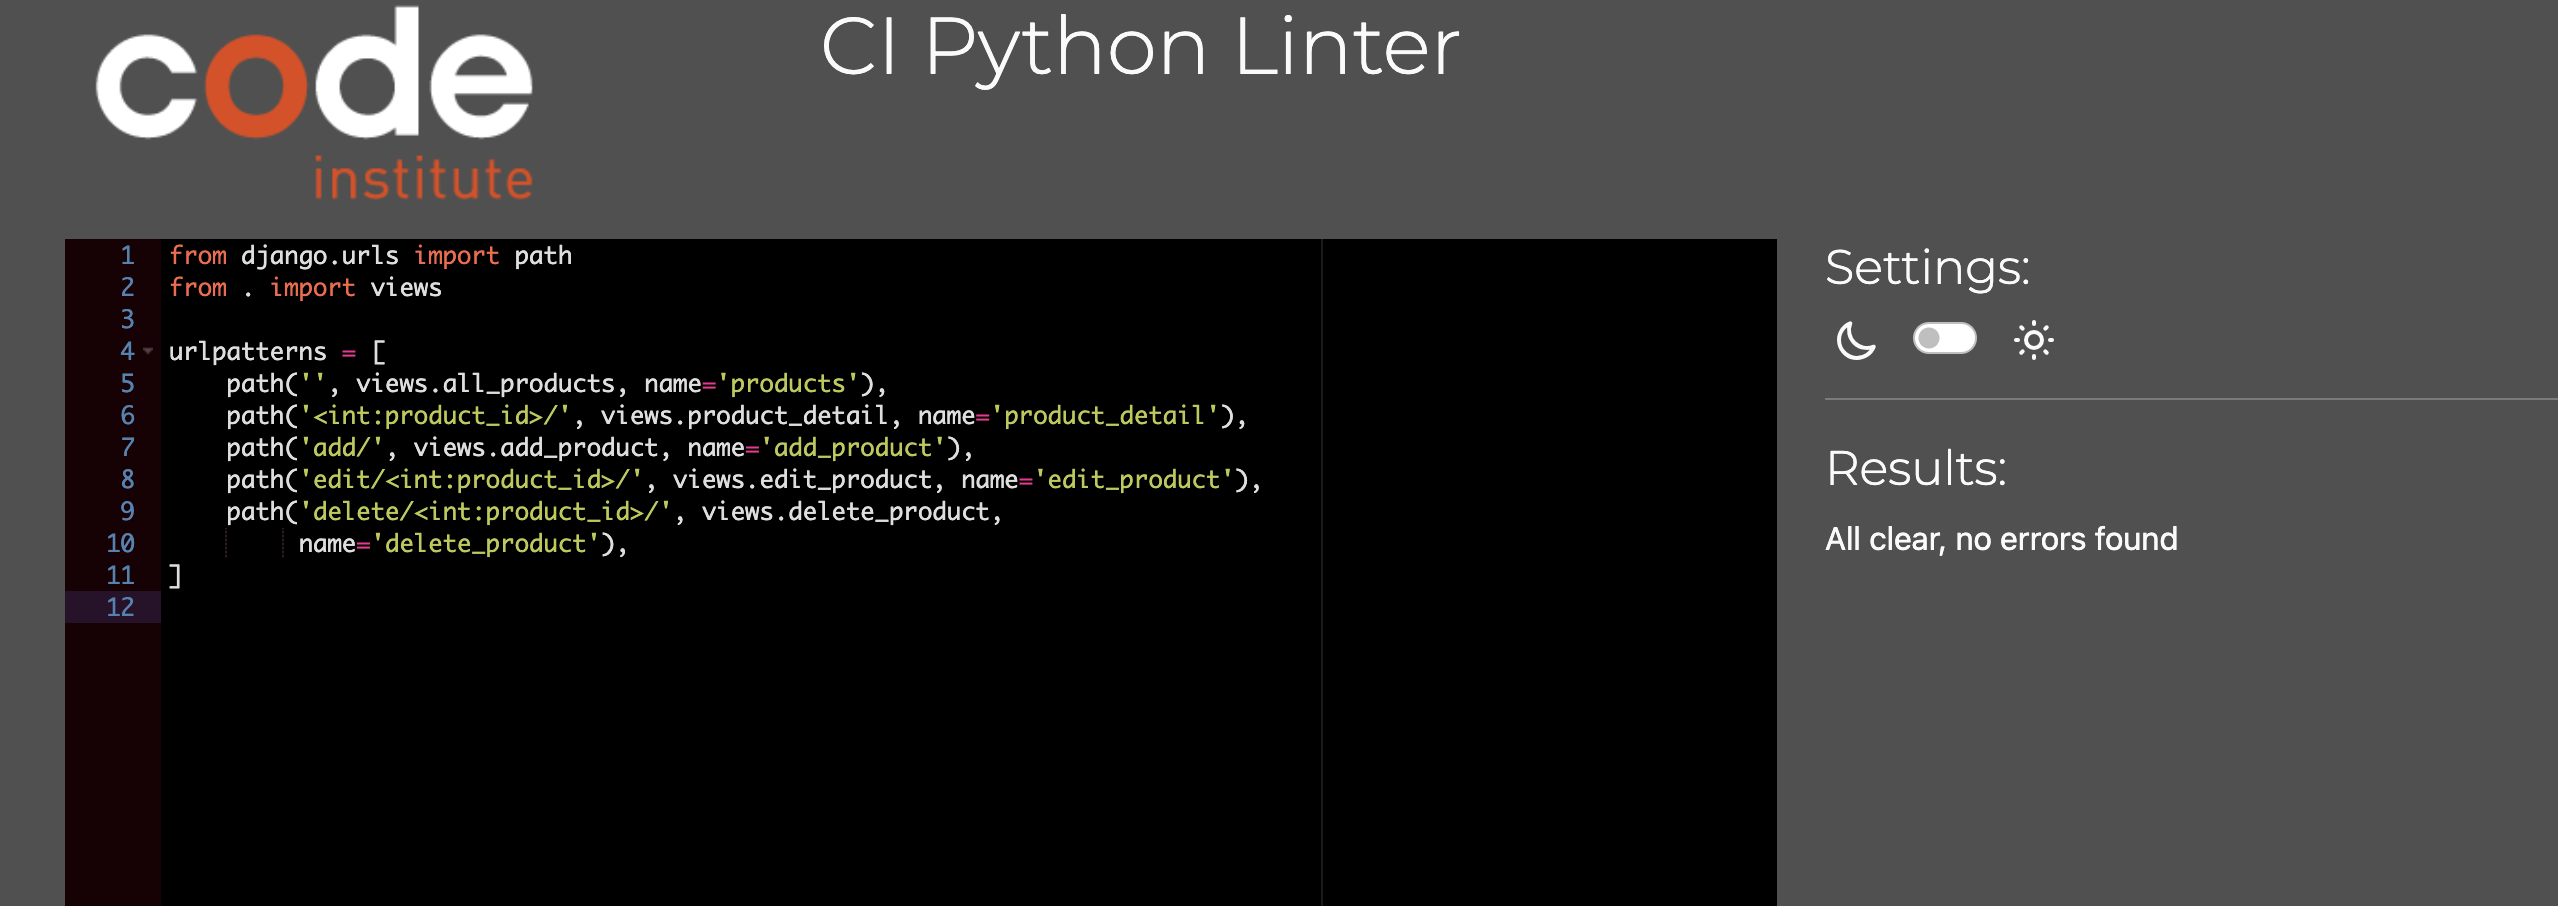 code
institute
CI Python Linter
1 from django.urls import path
2 from . import views
3
4 urlpatterns = [
5     path('', views.all_products, name='products'),
6     path('<int:product_id>/', views.product_detail, name='product_detail'),
7     path('add/', views.add_product, name='add_product'),
8     path('edit/<int:product_id>/', views.edit_product, name='edit_product'),
9     path('delete/<int:product_id>/', views.delete_product,
10          name='delete_product'),
11 ]
12
Settings:
Results:
All clear, no errors found